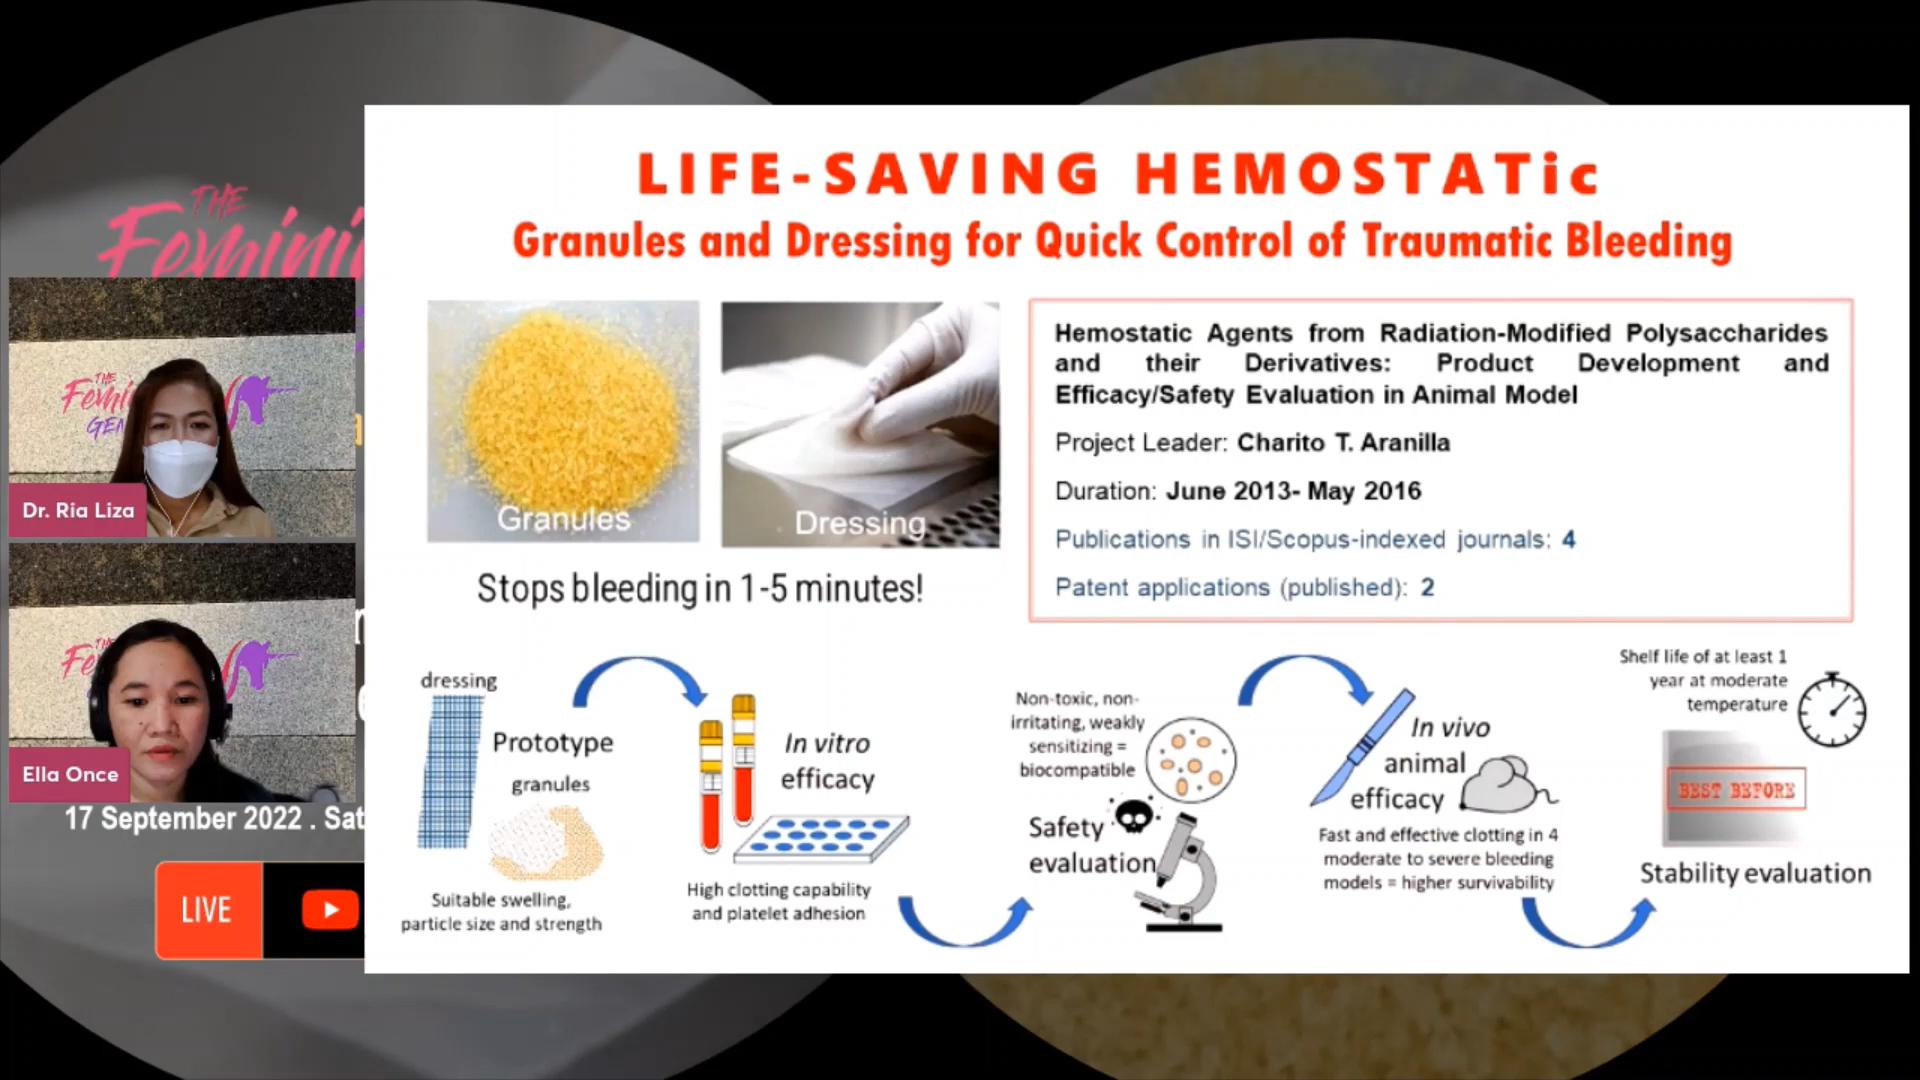 LIFE-SAVING HEMOSTATic
Granules and Dressing for Quick Control of Traumatic Bleeding
Granules
Dressing
Stops bleeding in 1-5 minutes!
Hemostatic Agents from Radiation-Modified Polysaccharides
and their Derivatives: Product Development and
Efficacy/Safety Evaluation in Animal Model
Project Leader: Charito T. Aranilla
Duration: June 2013- May 2016
Publications in ISI/Scopus-indexed journals: 4
Patent applications (published): 2
dressing
Prototype
granules
Suitable swelling,
particle size and strength
In vitro
efficacy
High clotting capability
and platelet adhesion
Non-toxic, non-
irritating, weakly
sensitizing =
biocompatible
Safety
evaluation
In vivo
animal
efficacy
Fast and effective clotting in 4
moderate to severe bleeding
models = higher survivability
Shelf life of at least 1
year at moderate
temperature
BEST BEFORE
Stability evaluation
THE
THE
Dr. Ria Liza
THE
Ella Once
17 September 2022 . Sat
LIVE